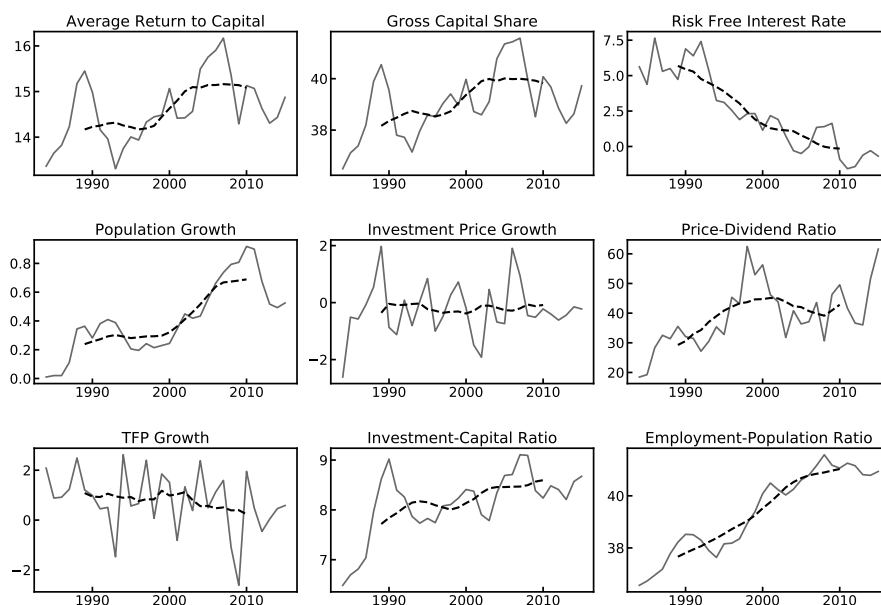 Average Return to Capital
Gross Capital Share
Risk Free Interest Rate
16
15
14
1990 2000 2010
40
38
1990 2000 2010
7.5
5.0
2.5
0.0
1990 2000 2010
Population Growth
Investment Price Growth
Price-Dividend Ratio
0.8
0.6
0.4
0.2
0.0
1990 2000 2010
2
0
−2
1990 2000 2010
60
50
40
30
20
1990 2000 2010
TFP Growth
Investment-Capital Ratio
Employment-Population Ratio
2
0
−2
1990 2000 2010
9
8
7
1990 2000 2010
40
38
1990 2000 2010